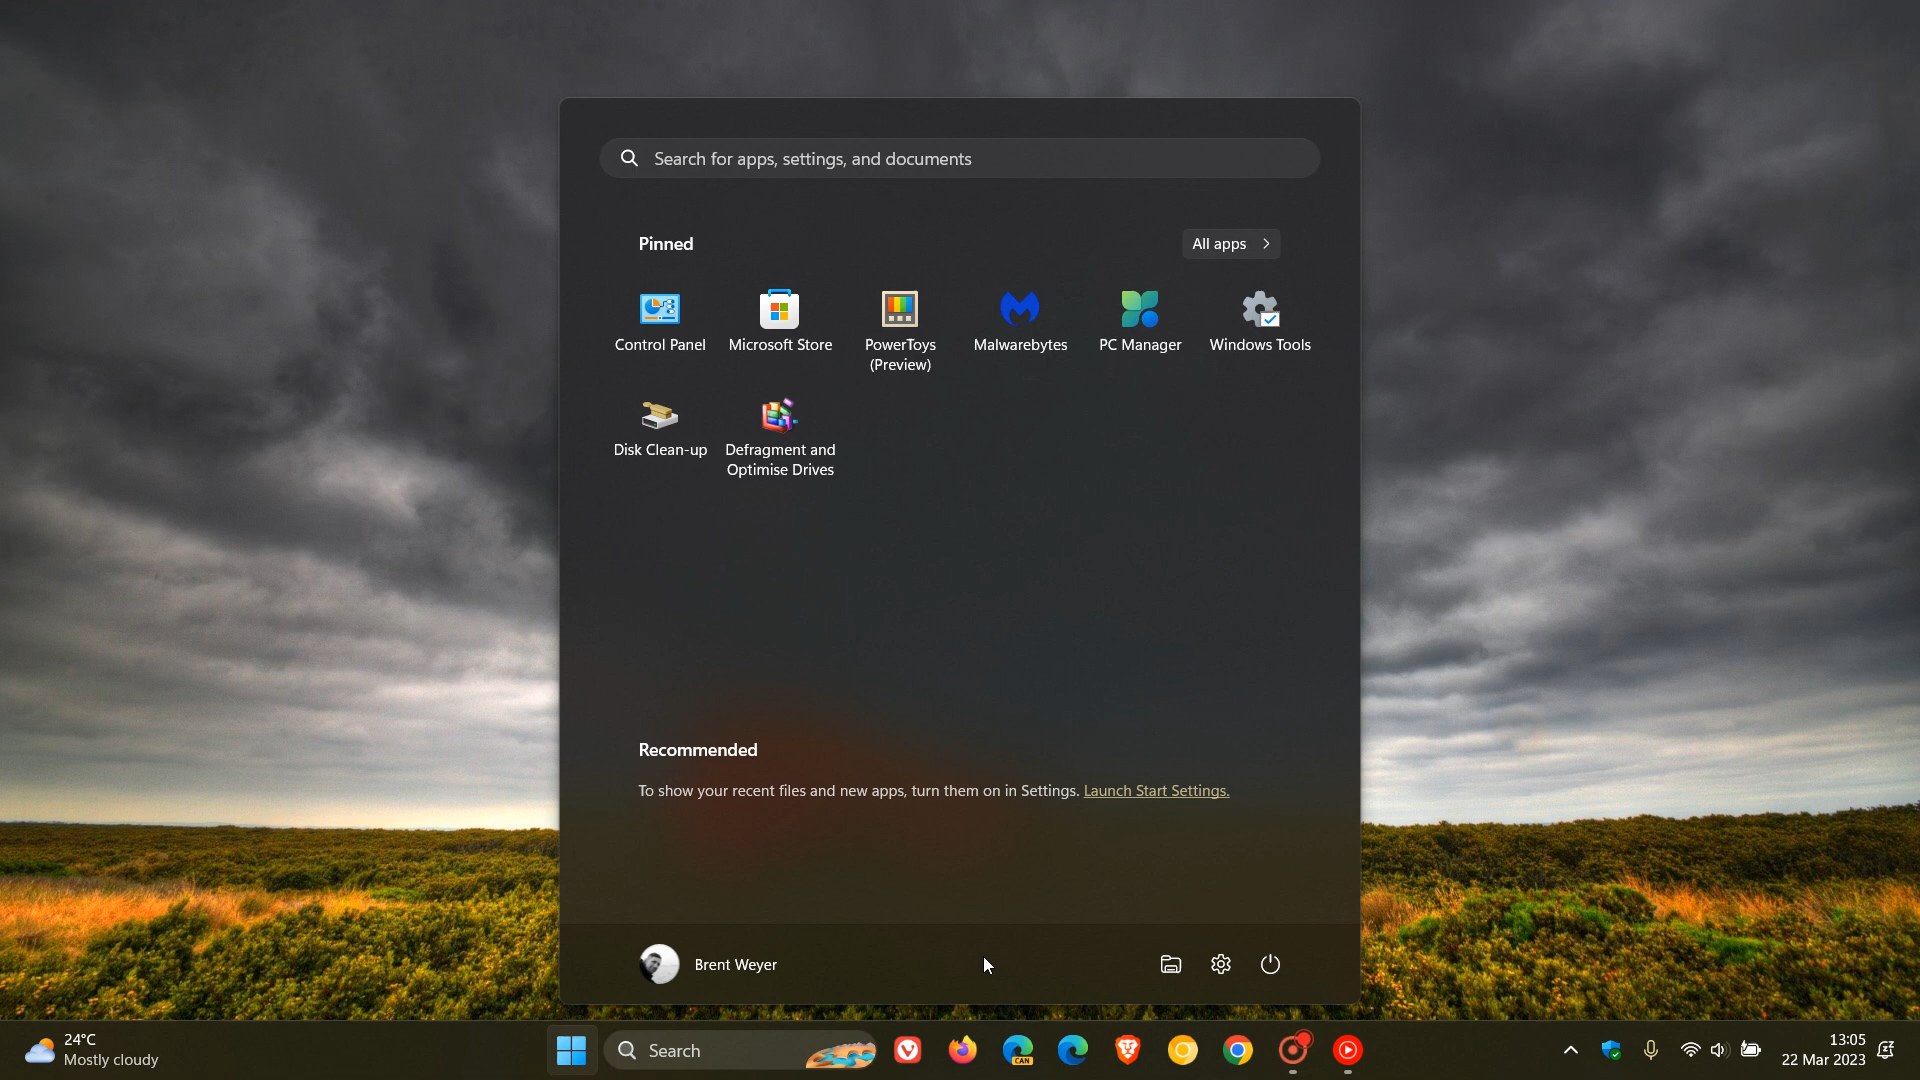 Search for apps, settings, and documents
Pinned
All apps
Control Panel
Microsoft Store
PowerToys
(Preview)
Malwarebytes
PC Manager
Windows Tools
Disk Clean-up
Defragment and
Optimise Drives
Recommended
To show your recent files and new apps, turn them on in Settings. Launch Start Settings.
Brent Weyer
24°C
Mostly cloudy
Search
CAN
13:05
22 Mar 2023